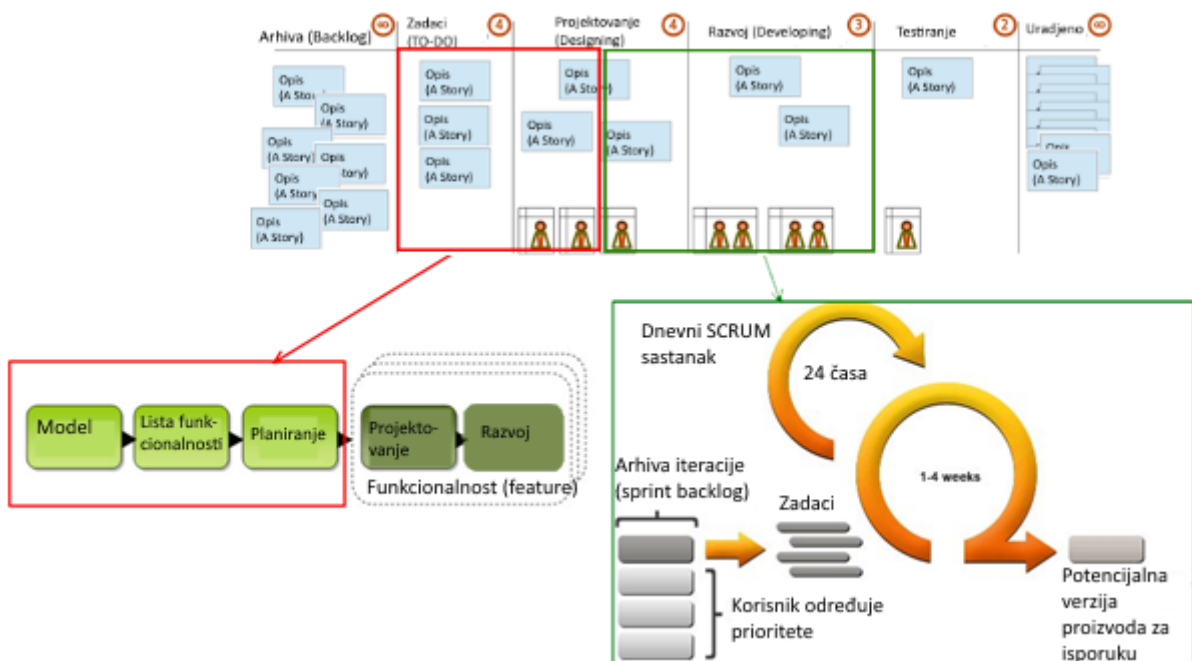 Arhiva (Backlog)
∞
Zadaci
(TO-DO)
4
Projektovanje
(Designing)
4
Razvoj (Developing)
3
Testiranje
2
Uradjeno
∞
Opis
(A Story)
Opis
(A Story)
Opis
(A Story)
Opis
(A Story)
Opis
(A Story)
Opis
(A Story)
Opis
(A Story)
Opis
(A Story)
Opis
(A Story)
Opis
(A Story)
Opis
(A Story)
Opis
(A Story)
Opis
(A Story)
Opis
(A Story)
Opis
(A Story)
Opis
(A Story)
Opis
Opis
(A Story)
Model
Lista funk-
cionalnosti
Planiranje
Projekto-
vanje
Razvoj
Funkcionalnost (feature)
Dnevni SCRUM
sastanak
24 časa
1-4 weeks
Arhiva iteracije
(sprint backlog)
Zadaci
Korisnik određuje
prioritete
Potencijalna
verzija
proizvoda za
isporuku